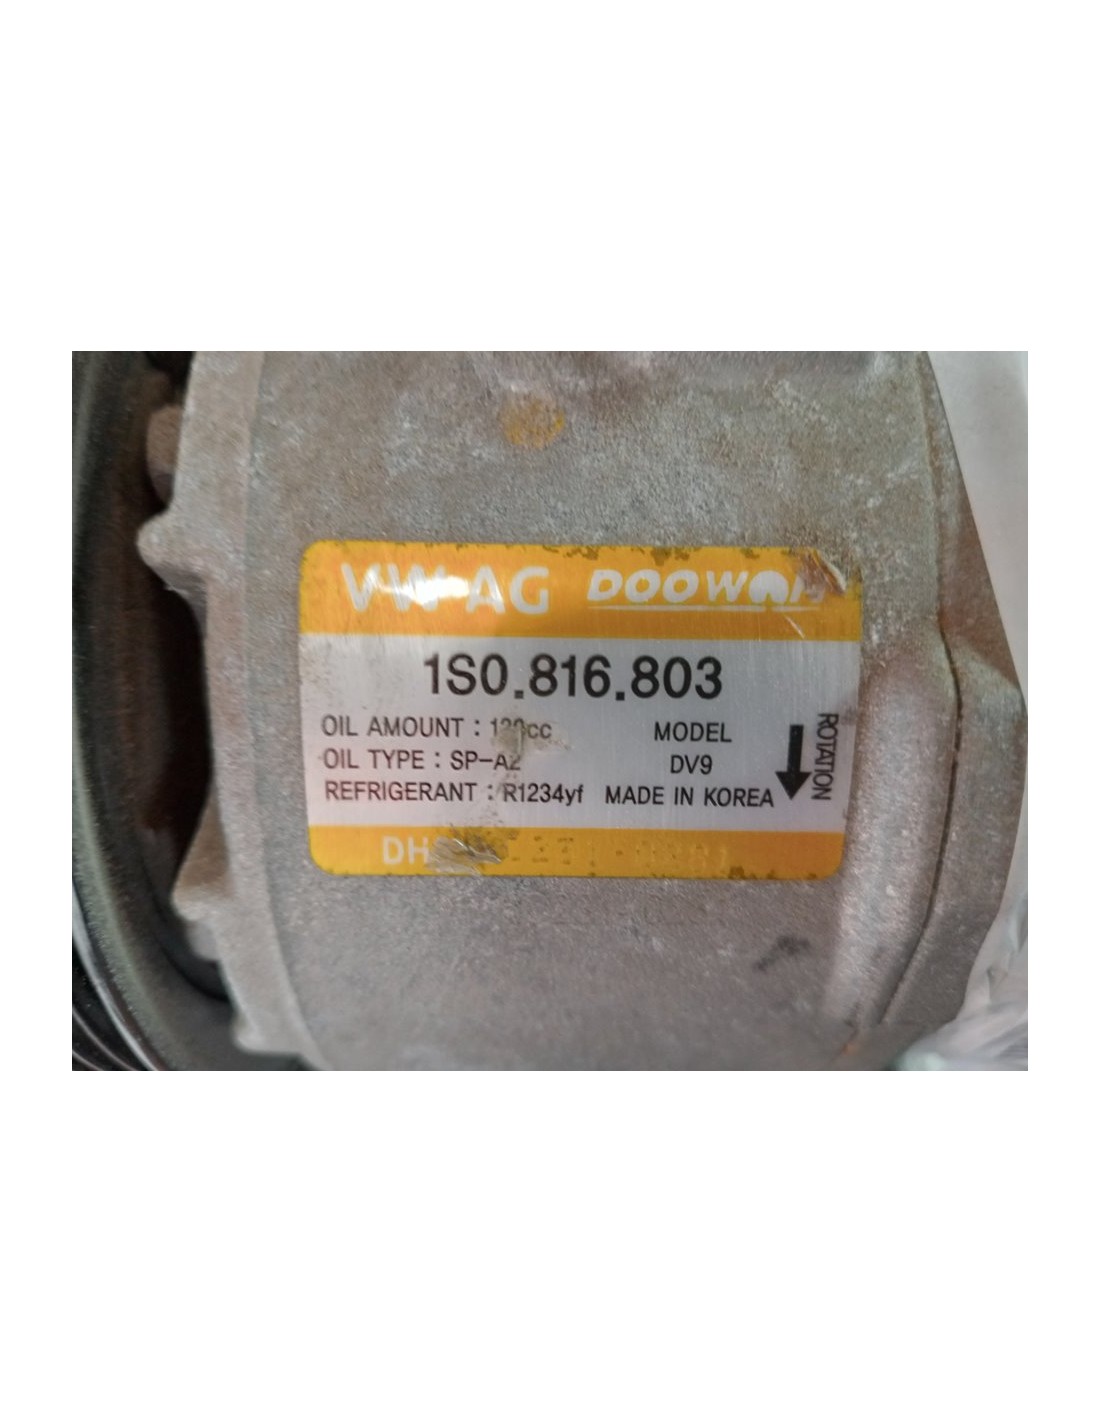 VW-AG DOOWON
1S0.816.803
OIL AMOUNT :
MODEL
OIL TYPE : SP-A2
DV9
REFRIGERANT : R1234yf
MADE IN KOREA
ROTATION